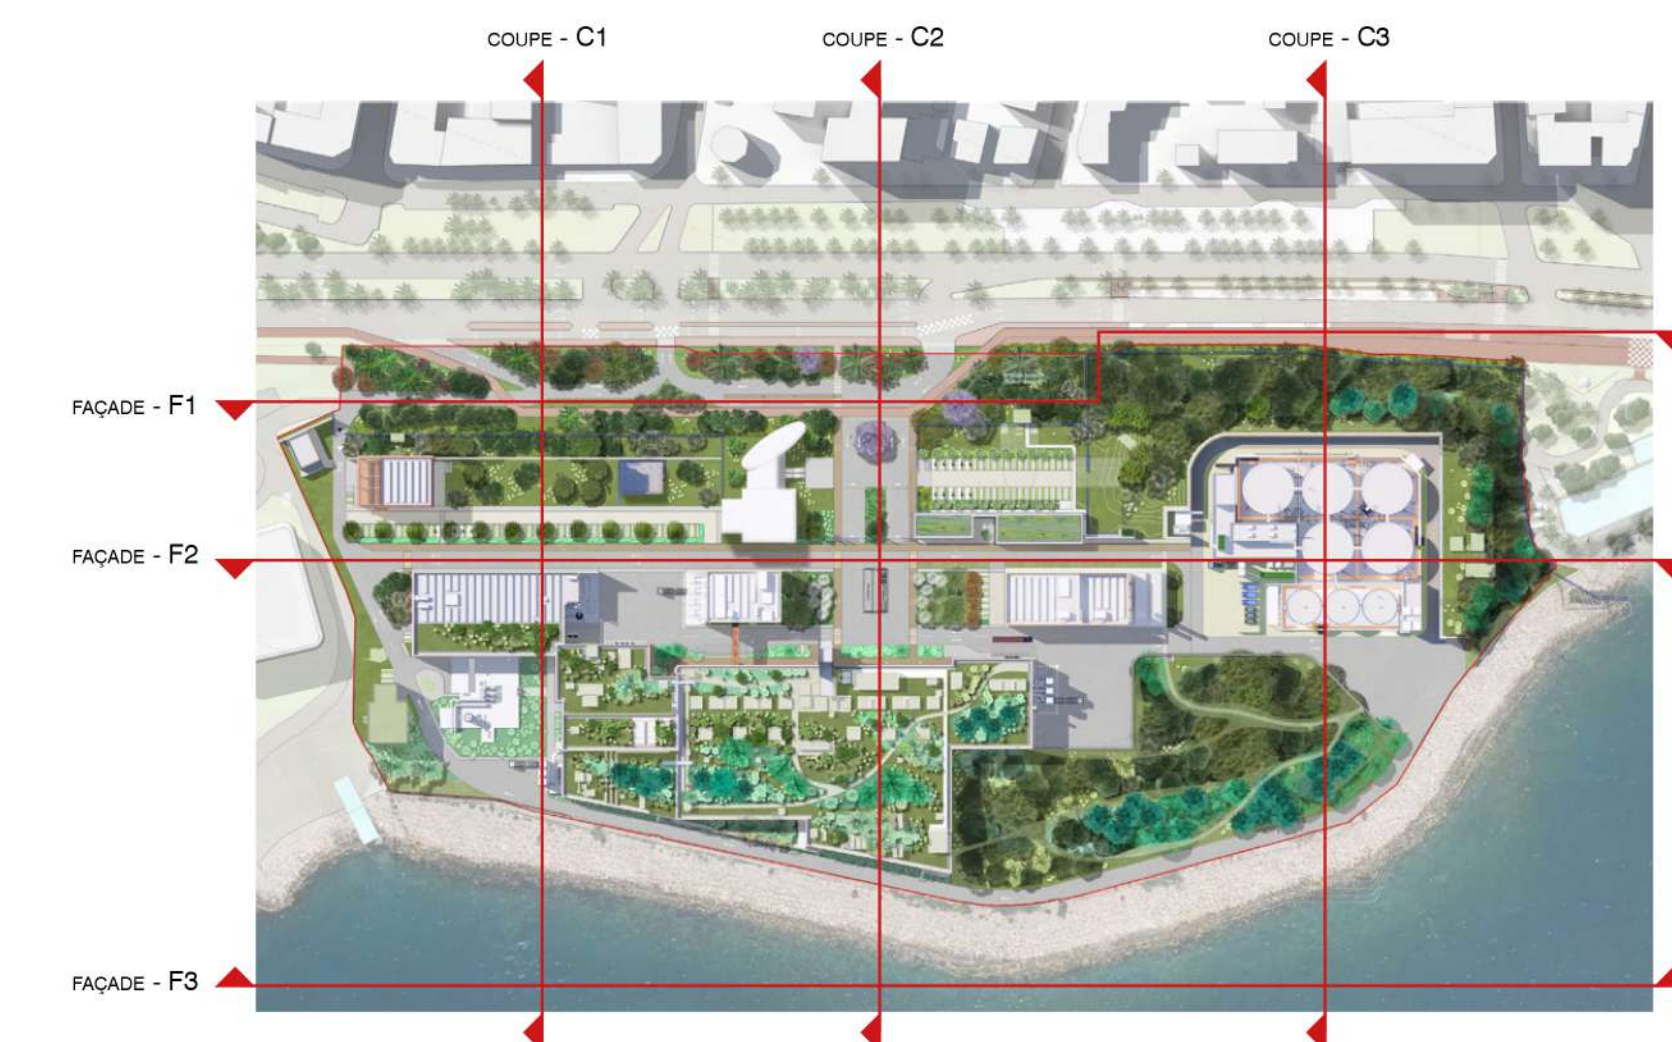 COUPE - C1
COUPE - C2
COUPE - C3
FAÇADE - F1
FAÇADE - F2
FAÇADE - F3